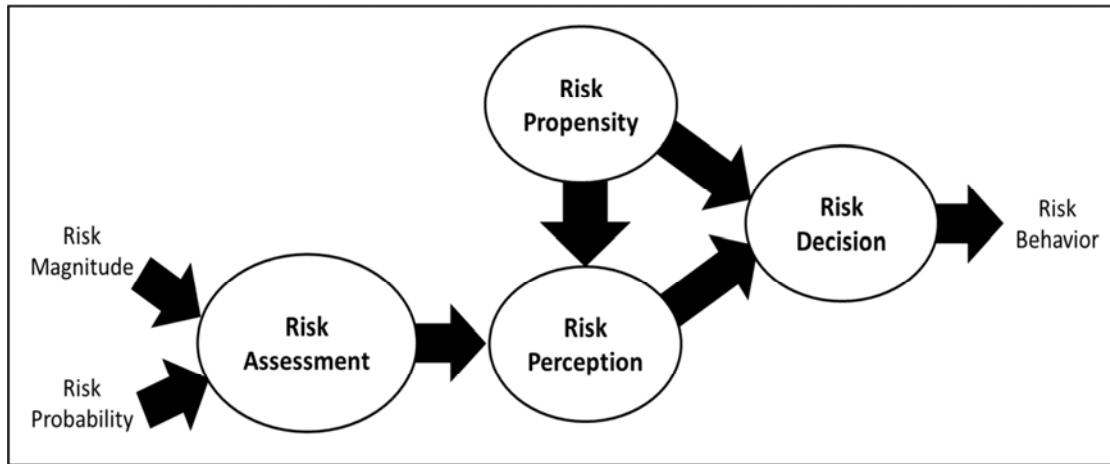 Risk
Propensity
Risk
Decision
Risk
Behavior
Risk
Magnitude
Risk
Assessment
Risk
Perception
Risk
Probability